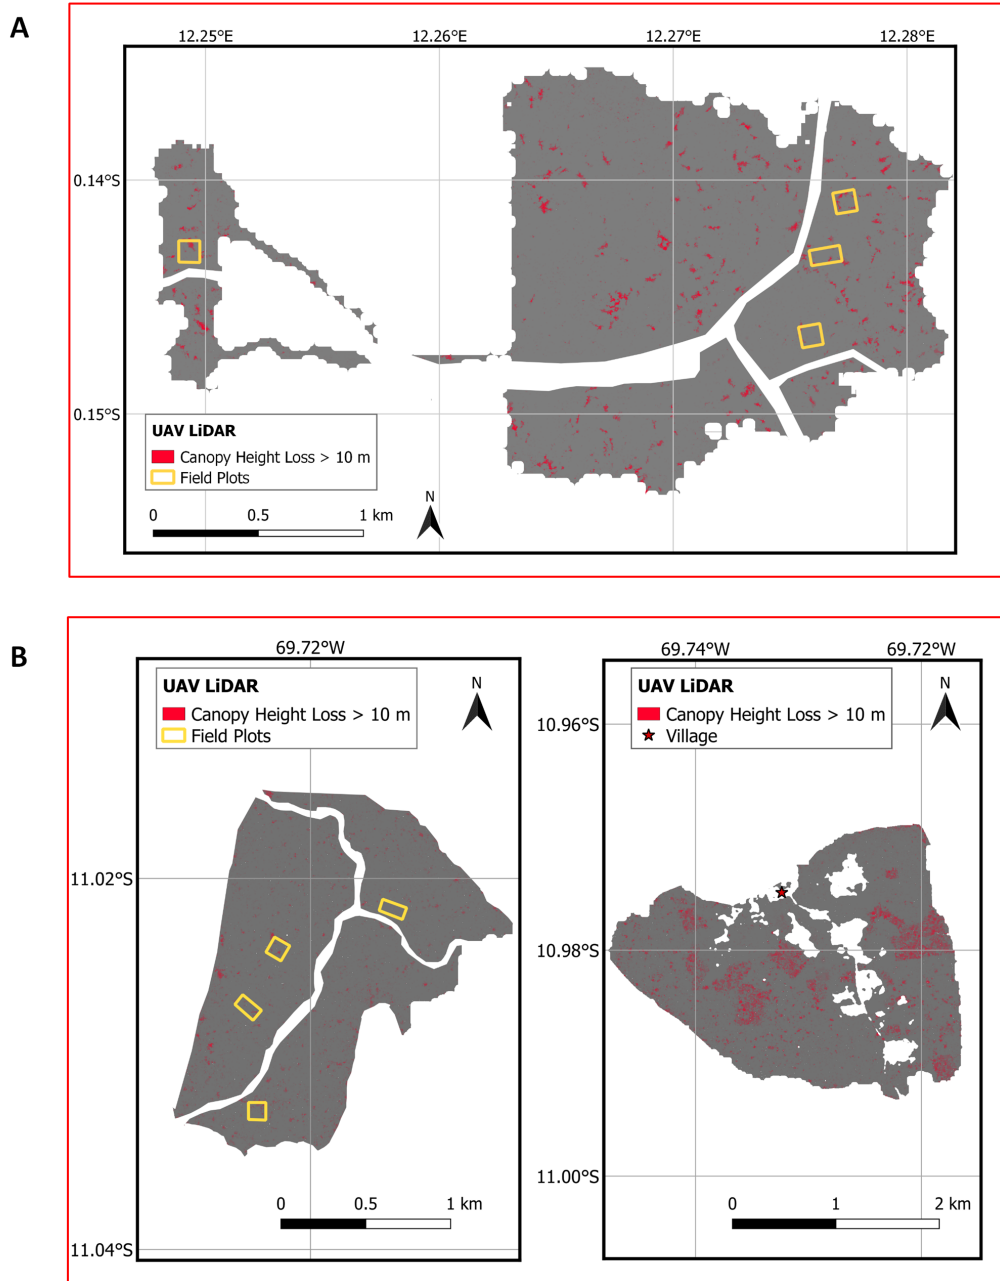 A
12.25°E 12.26°E 12.27°E 12.28°E
0.14°S
0.15°S
UAV LiDAR
Canopy Height Loss > 10 m
Field Plots
N
0 0.5 1 km
B
69.72°W
UAV LiDAR
Canopy Height Loss > 10 m
Field Plots
N
11.02°S
11.04°S
0 0.5 1 km
69.74°W 69.72°W
UAV LiDAR
Canopy Height Loss > 10 m
Village
N
10.96°S
10.98°S
11.00°S
0 1 2 km